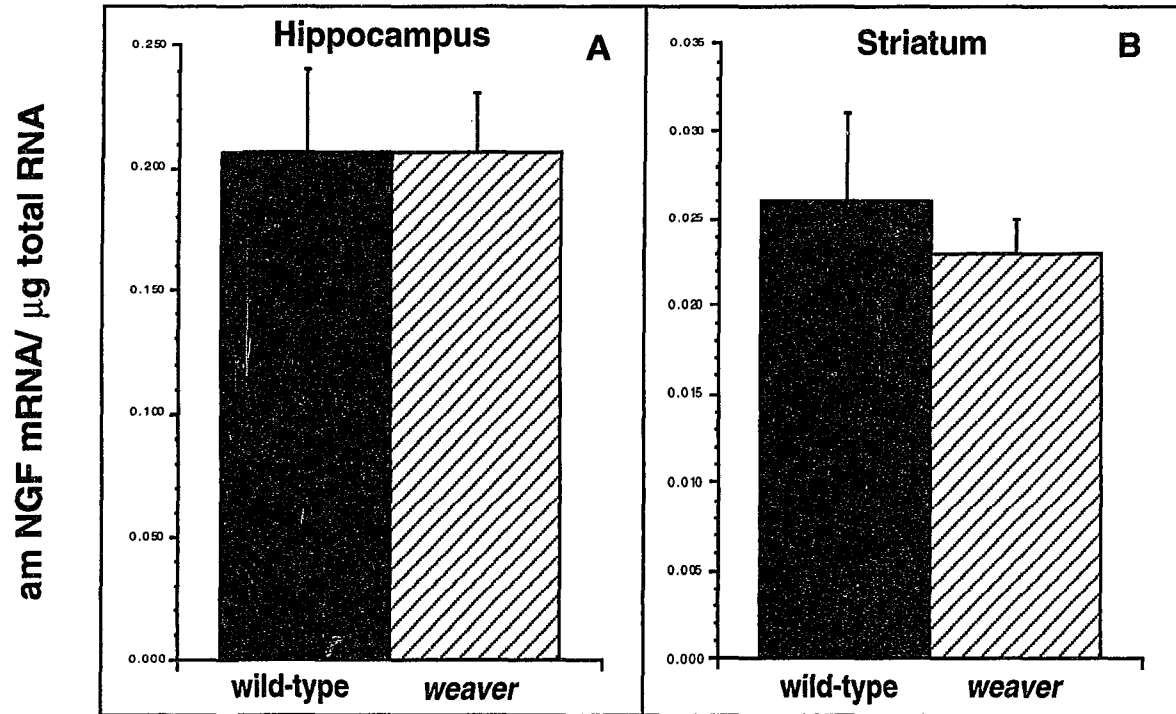 am NGF mRNA/ µg total RNA
Hippocampus
A
0.250
0.200
0.150
0.100
0.050
0.000
wild-type
weaver
Striatum
B
0.035
0.030
0.025
0.020
0.015
0.010
0.005
0.000
wild-type
weaver